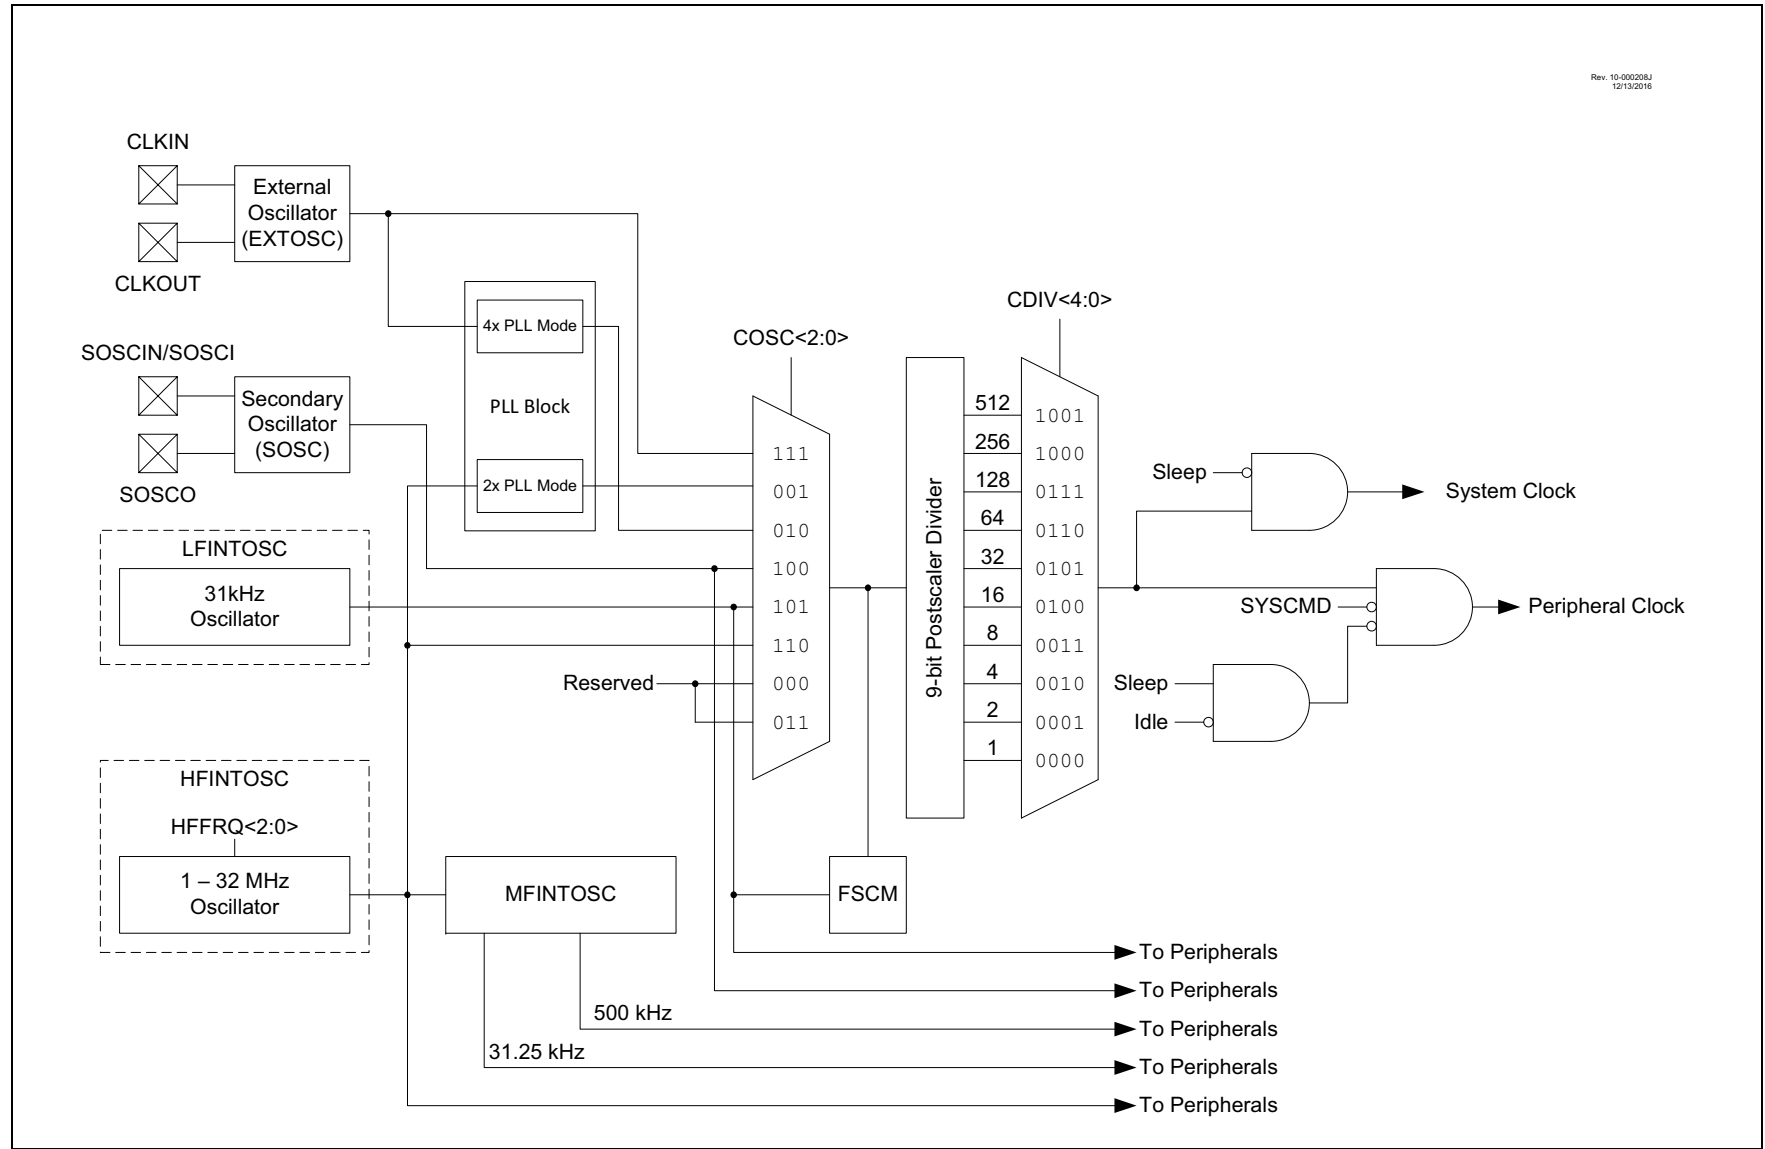 Rev. 10-000208J
12/13/2016
CLKIN
External
Oscillator
(EXTOSC)
CLKOUT
SOSCIN/SOSCI
Secondary
Oscillator
(SOSC)
SOSCO
LFINTOSC
31kHz
Oscillator
HFINTOSC
HFFRQ<2:0>
1 – 32 MHz
Oscillator
4x PLL Mode
PLL Block
2x PLL Mode
MFINTOSC
500 kHz
31.25 kHz
Reserved
COSC<2:0>
111
001
010
100
101
110
000
011
FSCM
9-bit Postscaler Divider
512
256
128
64
32
16
8
4
2
1
CDIV<4:0>
1001
1000
0111
0110
0101
0100
0011
0010
0001
0000
Sleep
System Clock
SYSCMD
Peripheral Clock
Sleep
Idle
To Peripherals
To Peripherals
To Peripherals
To Peripherals
To Peripherals